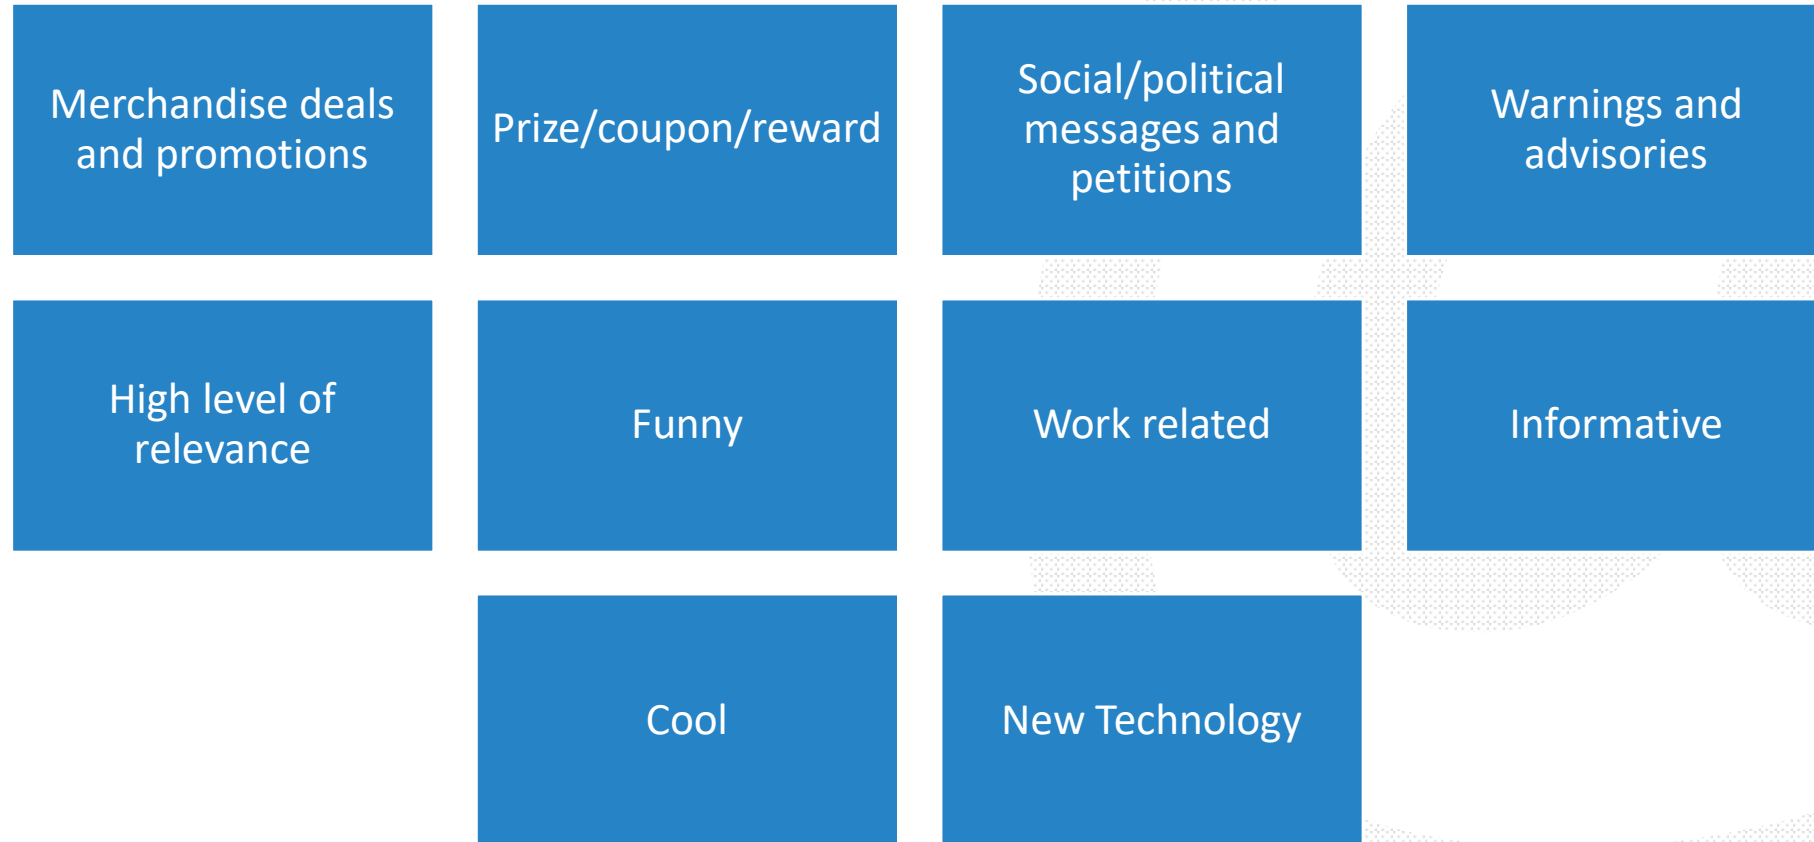 Merchandise deals
and promotions
Prize/coupon/reward
Social/political
messages and
petitions
Warnings and
advisories
High level of
relevance
Funny
Work related
Informative
Cool
New Technology